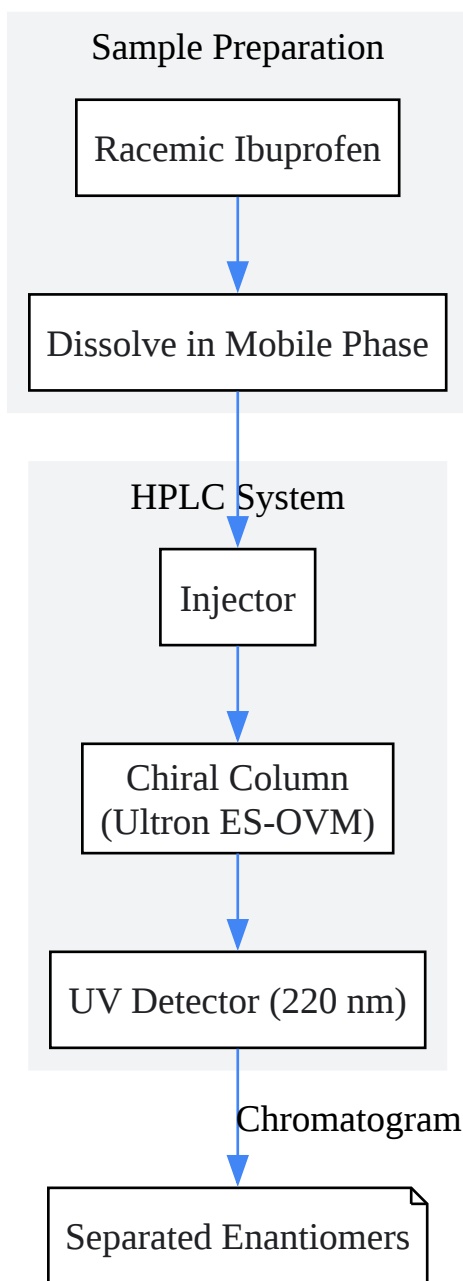 Sample Preparation
Racemic Ibuprofen
Dissolve in Mobile Phase
HPLC System
Injector
Chiral Column
(Ultron ES-OVM)
UV Detector (220 nm)
Chromatogram
Separated Enantiomers